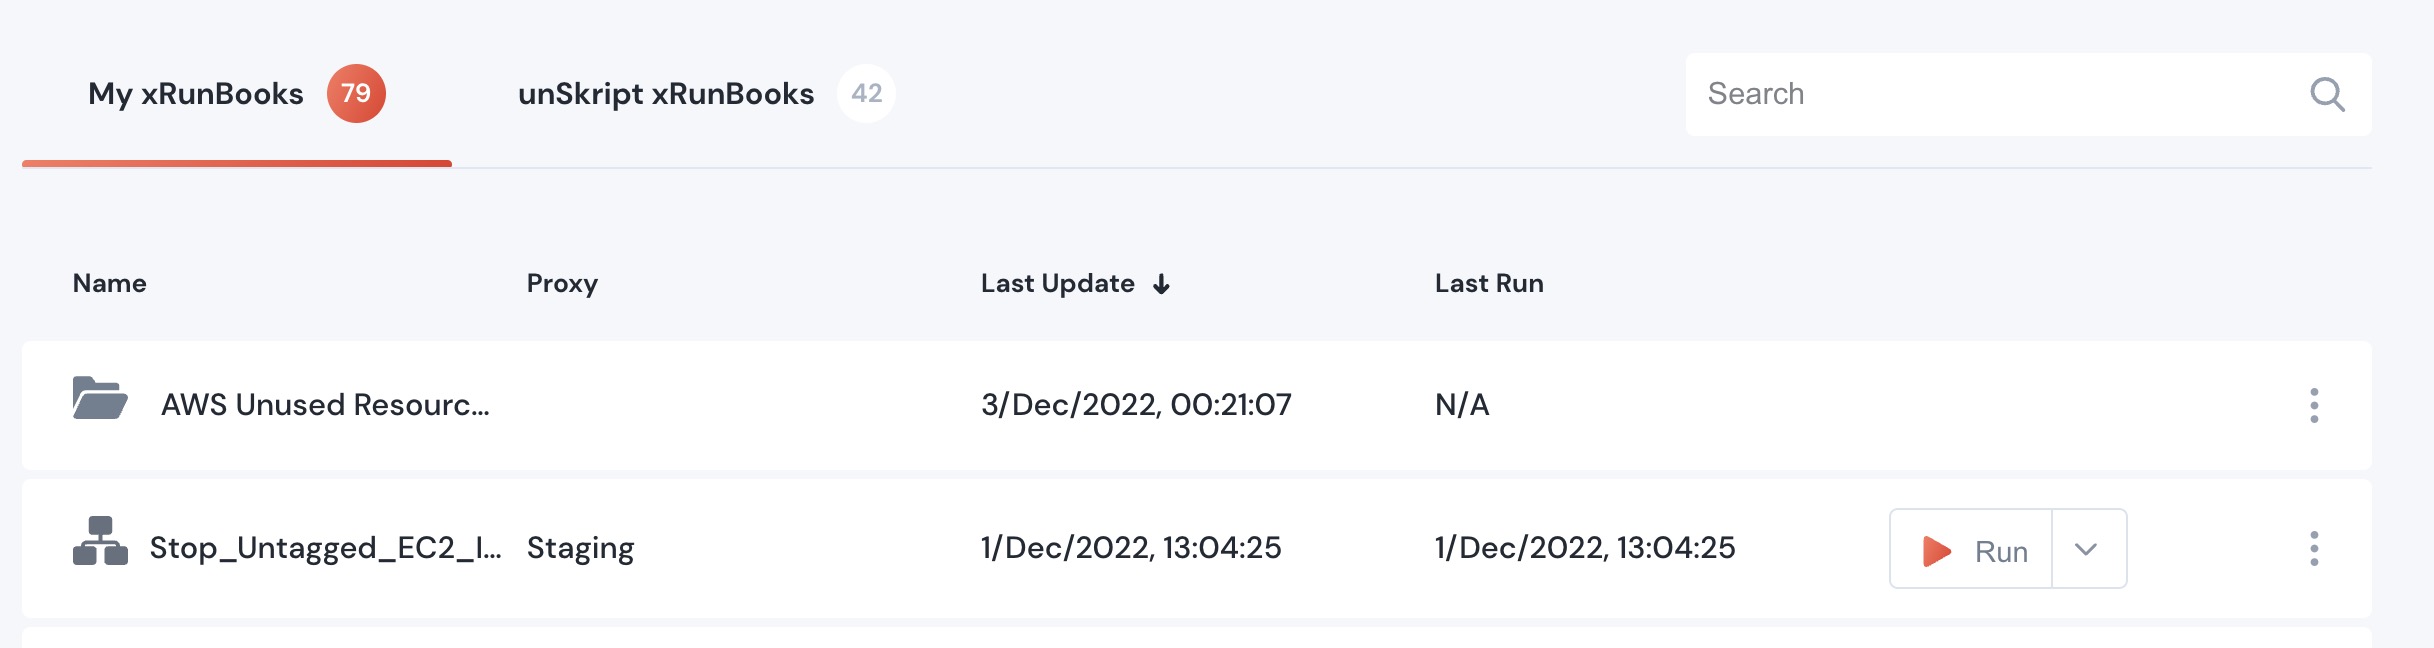 My xRunBooks 79 unSkript xRunBooks 42 Search
Name Proxy Last Update Last Run
AWS Unused Resourc... 3/Dec/2022, 00:21:07 N/A
Stop_Untagged_EC2_I... Staging 1/Dec/2022, 13:04:25 1/Dec/2022, 13:04:25 Run